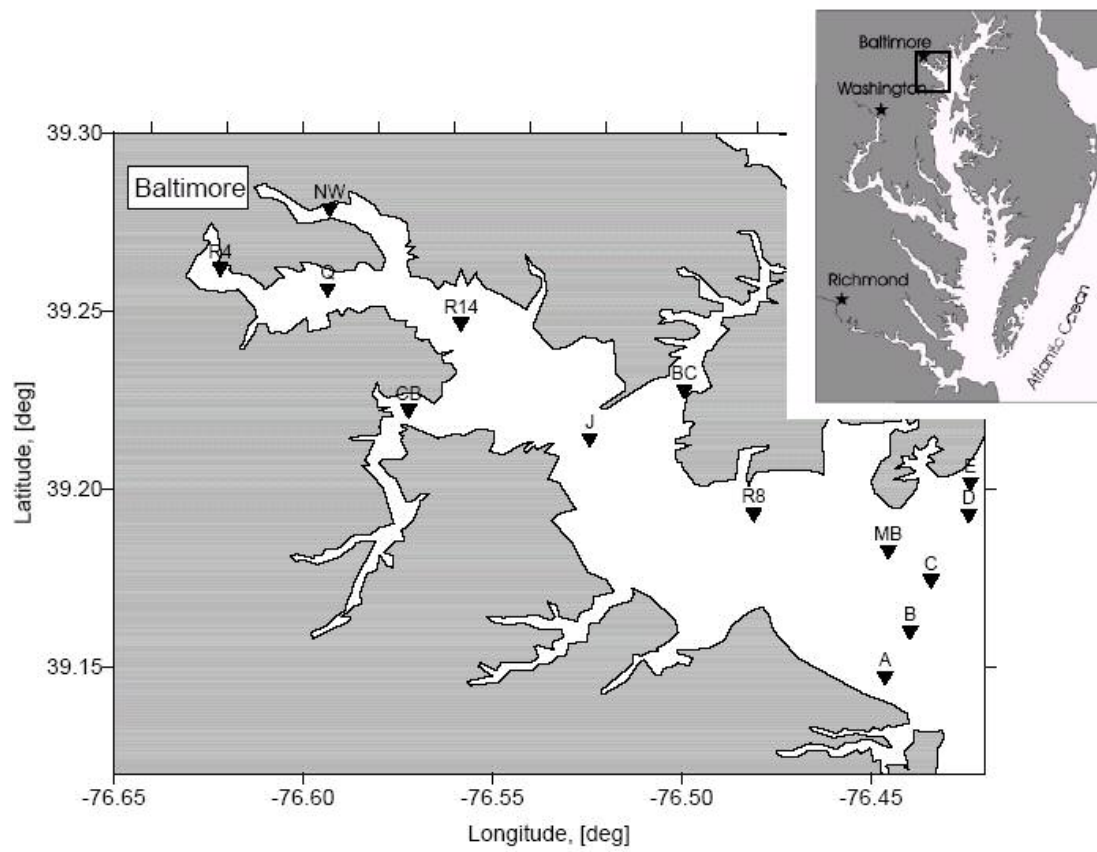 Baltimore
Washington
Richmond
Atlantic Ocean
39.30
39.25
39.20
39.15
Latitude, [deg]
Baltimore
NW
R4
Q
R14
CB
BC
J
R8
E
D
MB
C
B
A
-76.65
-76.60
-76.55
-76.50
-76.45
Longitude, [deg]